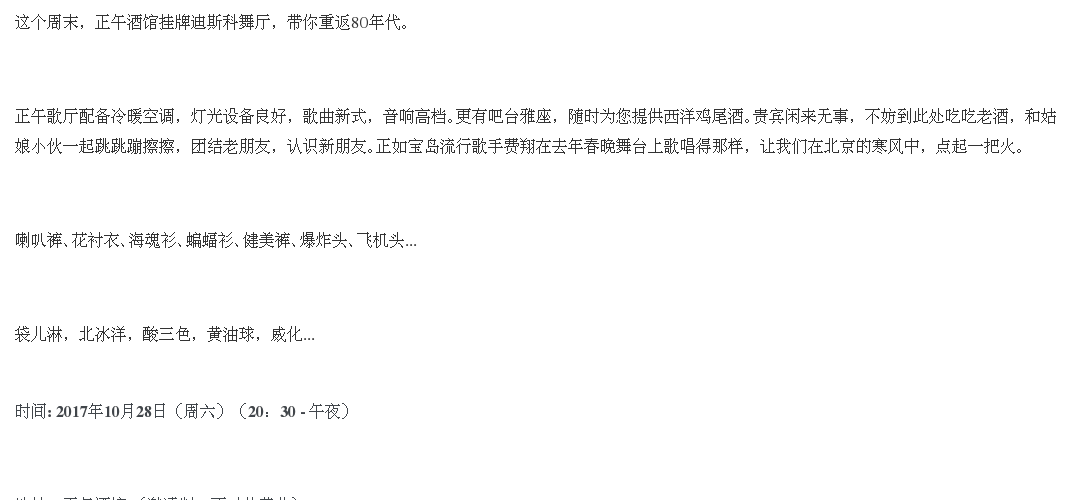 这个周末，正午酒馆挂牌迪斯科舞厅，带你重返80年代。
正午歌厅配备冷暖空调，灯光设备良好，歌曲新式，音响高档。更有吧台雅座，随时为您提供西洋鸡尾酒。贵宾闲来无事，不妨到此处吃吃老酒，和姑
娘小伙一起跳跳蹦擦擦，团结老朋友，认识新朋友。正如宝岛流行歌手费翔在去年春晚舞台上歌唱得那样，让我们在北京的寒风中，点起一把火。
喇叭裤、花衬衣、海魂衫、蝙蝠衫、健美裤、爆炸头、飞机头...
袋儿淋，北冰洋，酸三色，黄油球，威化...
时间: 2017年10月28日（周六）（20：30 - 午夜）